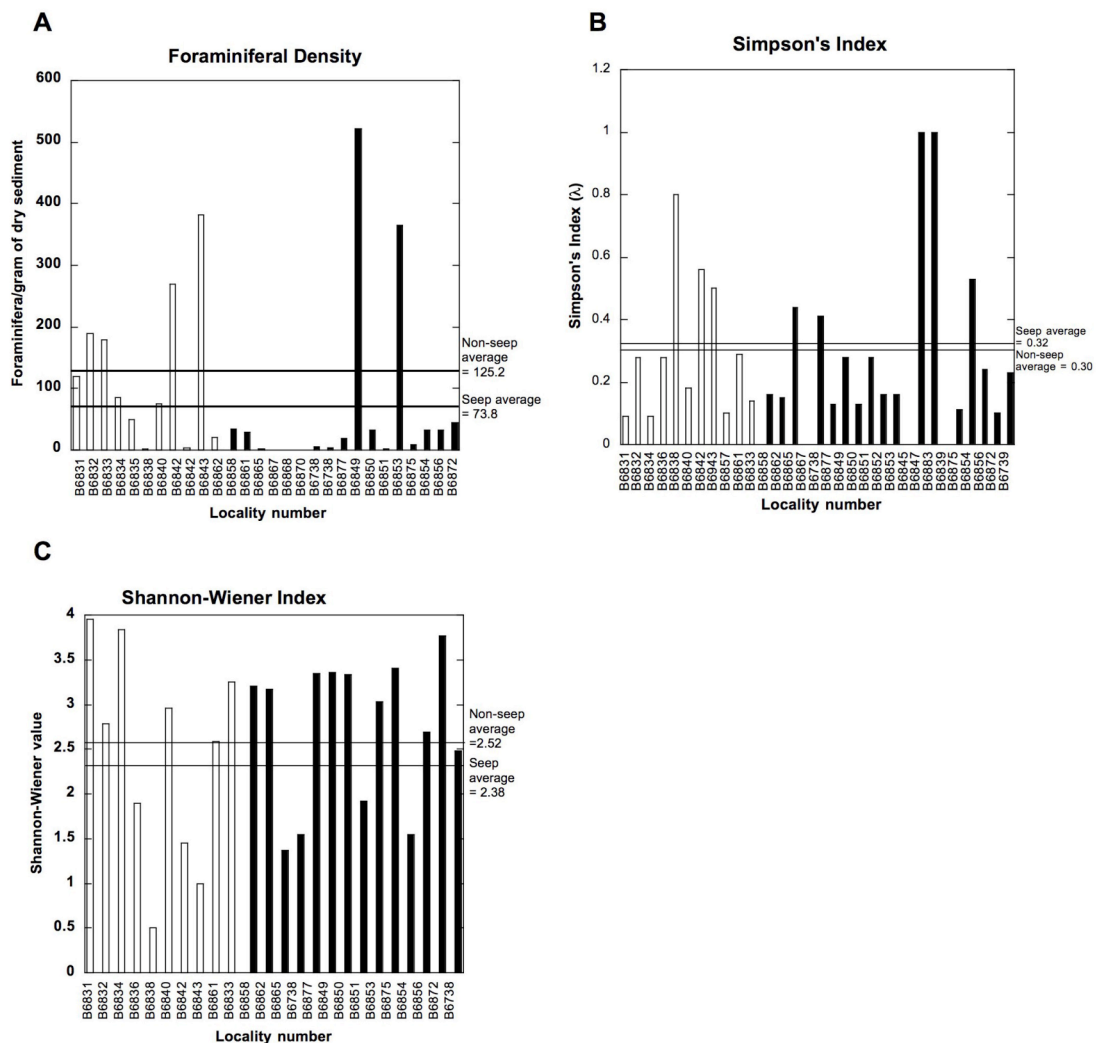 A
Foraminiferal Density
600
500
400
300
200
100
0
Foraminifera/gram of dry sediment
Non-seep
average
= 125.2
Seep average
= 73.8
B6831
B6832
B6833
B6834
B6835
B6838
B6840
B6842
B6842
B6843
B6862
B6858
B6861
B6865
B6867
B6868
B6870
B6738
B6738
B6877
B6849
B6850
B6851
B6853
B6875
B6854
B6856
B6872
Locality number
B
Simpson's Index
1.2
1
0.8
0.6
0.4
0.2
0
Simpson's Index (λ)
Seep average
= 0.32
Non-seep
average = 0.30
B6831
B6832
B6834
B6836
B6838
B6840
B6842
B6943
B6857
B6861
B6833
B6858
B6862
B6865
B6867
B6738
B6877
B6849
B6850
B6851
B6852
B6853
B6845
B6847
B6883
B6839
B6875
B6854
B6856
B6872
B6739
Locality number
C
Shannon-Wiener Index
4
3.5
3
2.5
2
1.5
1
0.5
0
Shannon-Wiener value
Non-seep
average
=2.52
Seep
average
= 2.38
B6831
B6832
B6834
B6836
B6838
B6840
B6842
B6843
B6861
B6833
B6858
B6862
B6865
B6738
B6877
B6849
B6850
B6851
B6853
B6875
B6854
B6856
B6872
B6738
Locality number